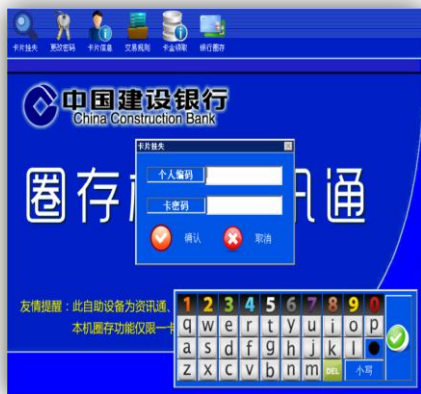 卡片挂失 更改密码 卡片信息 交易规则 卡金领取 银行圈存
中国建设银行
China Construction Bank
卡片挂失
个人编码
圈存 讯通
卡密码
确认 取消
友情提醒：此自助设备为资讯通、
本机圈存功能仅限一卡
1 2 3 4 5 6 7 8 9 0
q w e r t y u i o p
a s d f g h j k l
z x c v b n m DEL 小写